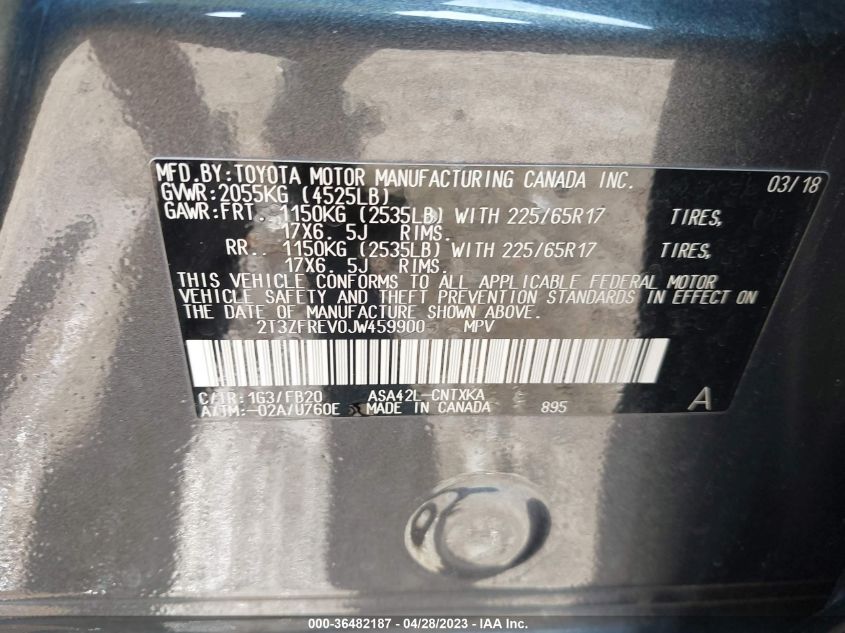 MFD.BY:TOYOTA MOTOR MANUFACTURING CANADA INC. 03/18
GVWR:2055KG (4525LB)
GAWR:FRT. 1150KG (2535LB) WITH 225/65R17 TIRES,
17X6. 5J RIMS.
RR.. 1150KG (2535LB) WITH 225/65R17 TIRES,
17X6. 5J RIMS.
THIS VEHICLE CONFORMS TO ALL APPLICABLE FEDERAL MOTOR
VEHICLE SAFETY AND THEFT PREVENTION STANDARDS IN EFFECT ON
THE DATE OF MANUFACTURE SHOWN ABOVE.
2T3ZFREV0JW459900 MPV
C/TR:1G3/FB20 ASA42L-CNTXKA
A/TM:-02A/U760E MADE IN CANADA 895 A
000-36482187 - 04/28/2023 - © IAA Inc.